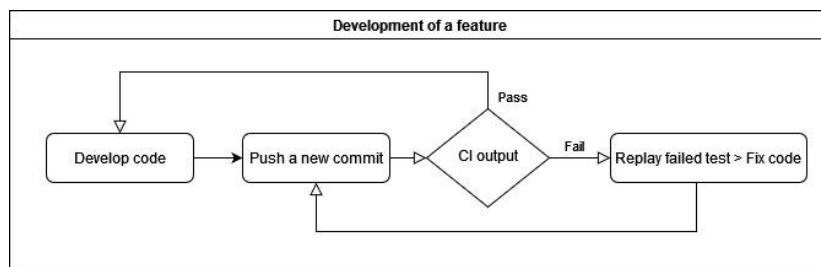 Development of a feature
Pass
Develop code
Push a new commit
CI output
Fail
Replay failed test > Fix code